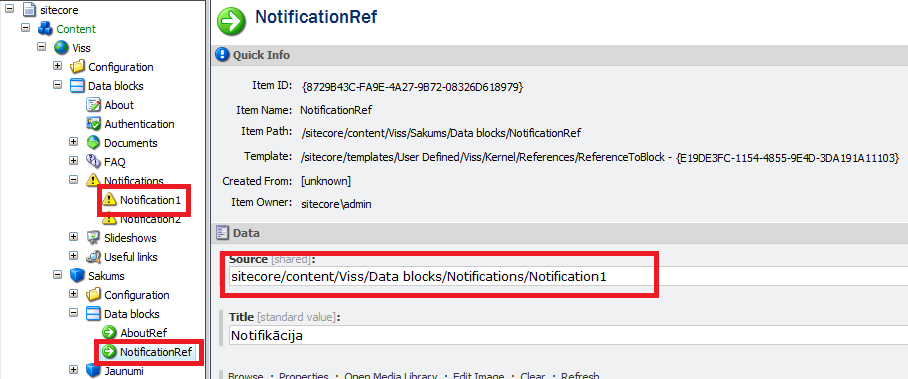 sitecore
Content
Viss
Configuration
Data blocks
About
Authentication
Documents
FAQ
Notifications
Notification1
Notification2
Slideshows
Useful links
Sakums
Configuration
Data blocks
AboutRef
NotificationRef
Jaunumi
NotificationRef
Quick Info
Item ID: {8729B43C-FA9E-4A27-9B72-08326D618979}
Item Name: NotificationRef
Item Path: /sitecore/content/Viss/Sakums/Data blocks/NotificationRef
Template: /sitecore/templates/User Defined/Viss/Kernel/References/ReferenceToBlock - {E19DE3FC-1154-4855-9E4D-3DA191A11103}
Created From: [unknown]
Item Owner: sitecore\admin
Data
Source [shared]:
sitecore/content/Viss/Data blocks/Notifications/Notification1
Title [standard value]:
Notifikācija
Browse · Properties · Open Media Library · Edit Image · Clear · Refresh